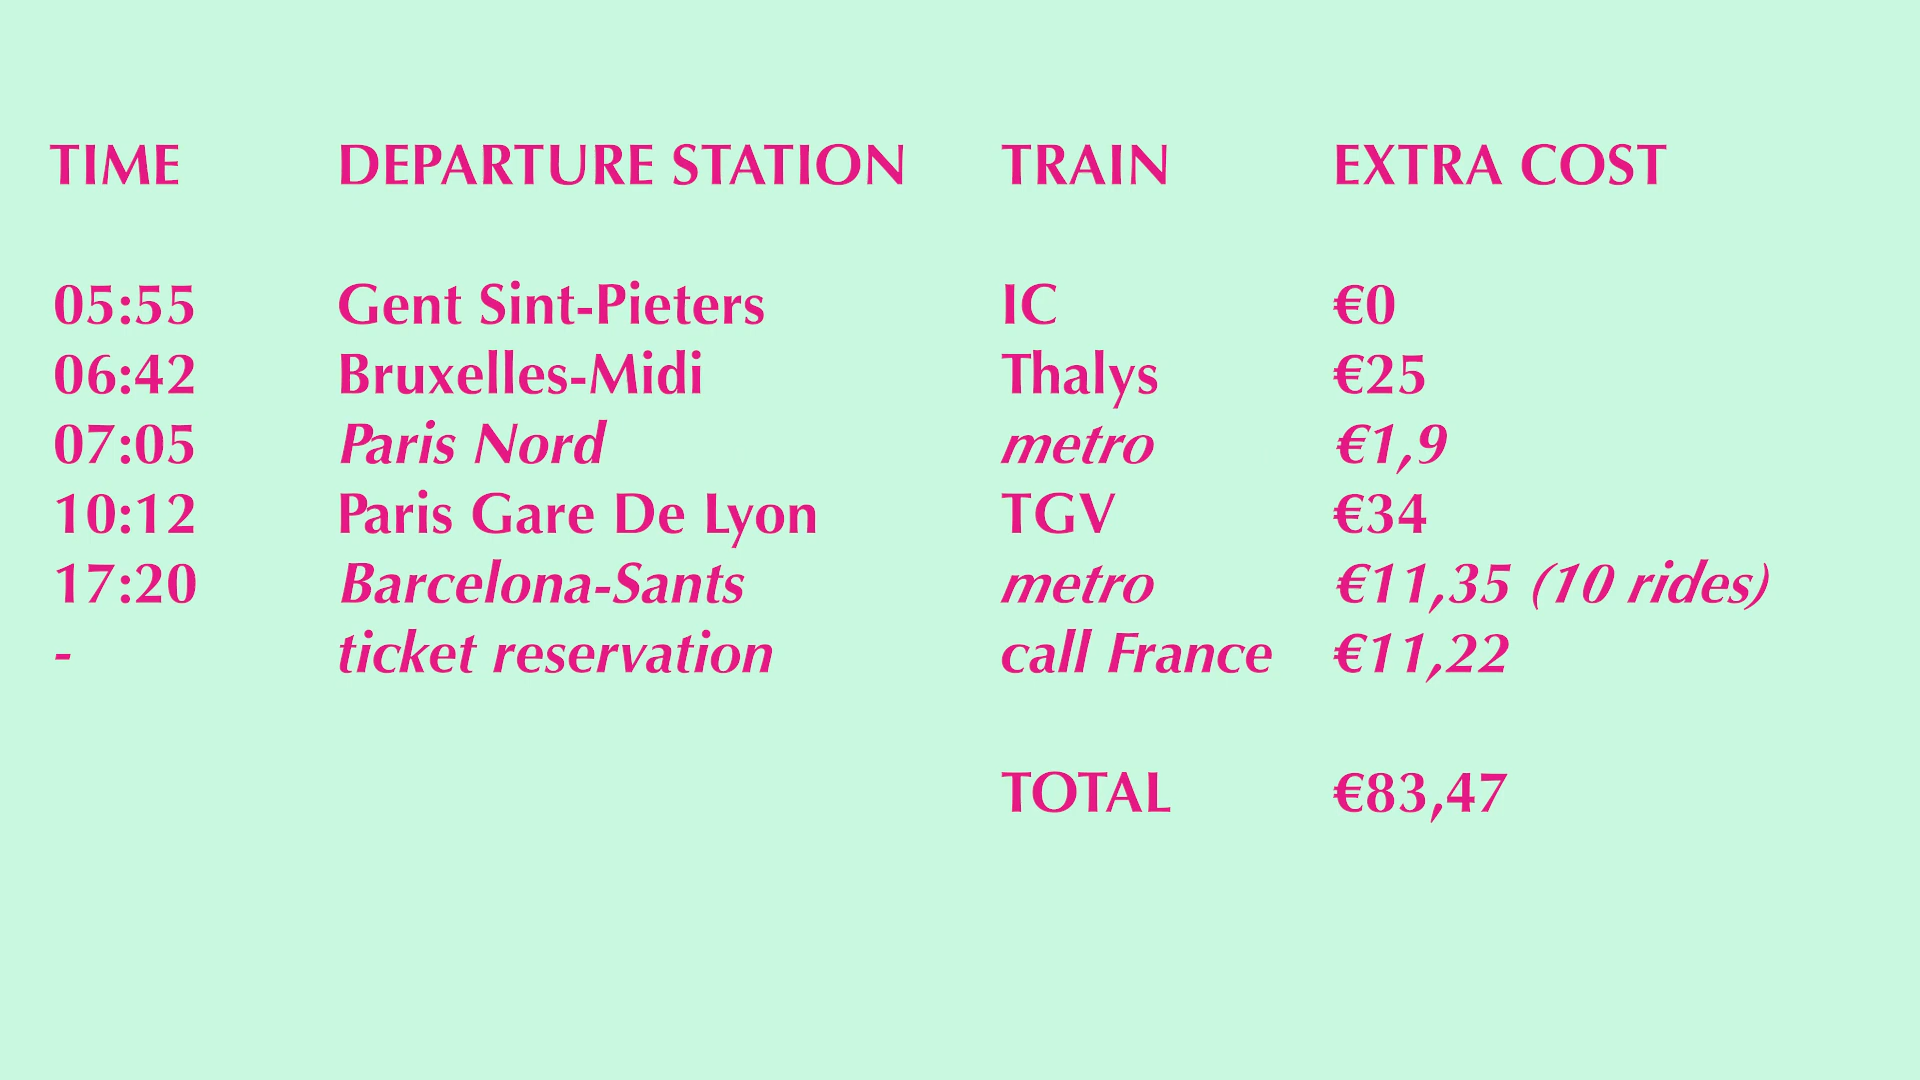 TIME DEPARTURE STATION TRAIN EXTRA COST
05:55 Gent Sint-Pieters IC €0
06:42 Bruxelles-Midi Thalys €25
07:05 Paris Nord metro €1,9
10:12 Paris Gare De Lyon TGV €34
17:20 Barcelona-Sants metro €11,35 (10 rides)
- ticket reservation call France €11,22
TOTAL €83,47